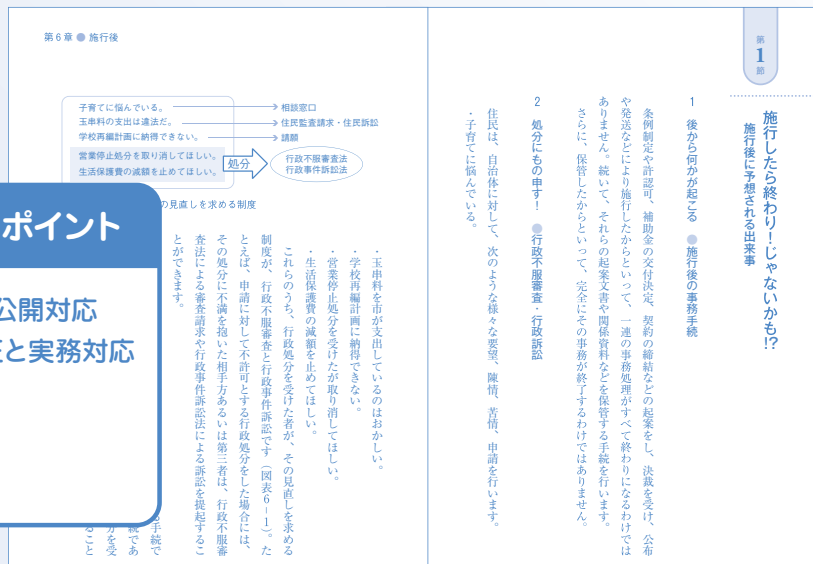 第1節
施行したら終わり！じゃないかも!?
施行後に予想される出来事
1 後から何かが起こる ●施行後の事務手続
条例制定や許認可、補助金の交付決定、契約の締結などの起案をし、決裁を受け、公布
や発送などにより施行したからといって、一連の事務処理がすべて終わりになるわけでは
ありません。続いて、それらの起案文書や関係資料などを保管する手続を行います。
さらに、保管したからといって、完全にその事務が終了するわけではありません。
2 処分にもの申す！ ●行政不服審査・行政訴訟
住民は、自治体に対して、次のような様々な要望、陳情、苦情、申請を行います。
・子育てに悩んでいる。
第6章 ● 施行後
子育てに悩んでいる。 → 相談窓口
玉串料の支出は違法だ。 → 住民監査請求・住民訴訟
学校再編計画に納得できない。 → 請願
営業停止処分を取り消してほしい。
生活保護費の減額を止めてほしい。
処分
行政不服審査法
行政事件訴訟法
の見直しを求める制度
・玉串料を市が支出しているのはおかしい。
・学校再編計画に納得できない。
・営業停止処分を受けたが取り消してほしい。
・生活保護費の減額を止めてほしい。
これらのうち、行政処分を受けた者が、その見直しを求める
制度が、行政不服審査と行政事件訴訟です（図表6−1）。た
とえば、申請に対して不許可とする行政処分をした場合には、
その処分に不満を抱いた相手方あるいは第三者は、行政不服審
査法による審査請求や行政事件訴訟法による訴訟を提起するこ
とができます。
手続で
続であ
を受
ること
ポイント
公開対応
と実務対応